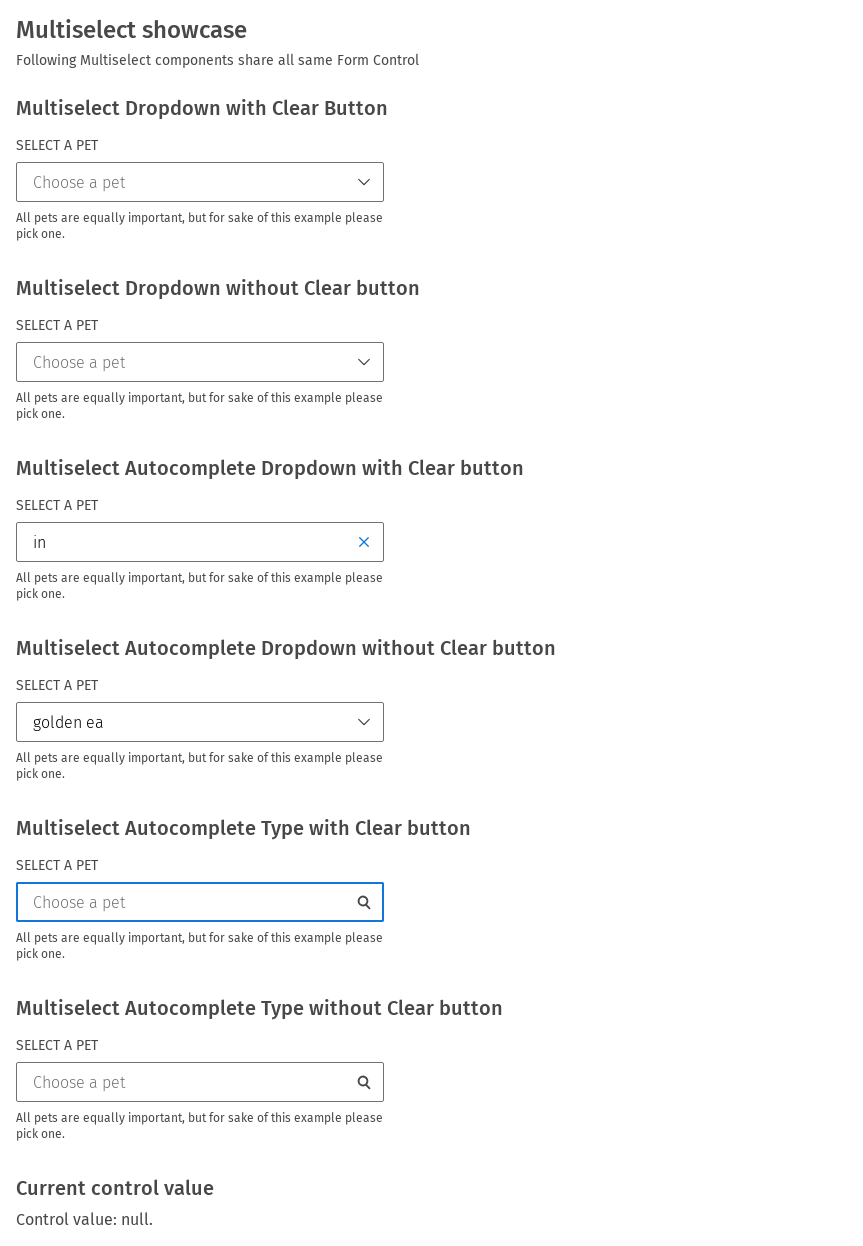 Multiselect showcase
Following Multiselect components share all same Form Control
Multiselect Dropdown with Clear Button
SELECT A PET
Choose a pet
All pets are equally important, but for sake of this example please
pick one.
Multiselect Dropdown without Clear button
SELECT A PET
Choose a pet
All pets are equally important, but for sake of this example please
pick one.
Multiselect Autocomplete Dropdown with Clear button
SELECT A PET
in
All pets are equally important, but for sake of this example please
pick one.
Multiselect Autocomplete Dropdown without Clear button
SELECT A PET
golden ea
All pets are equally important, but for sake of this example please
pick one.
Multiselect Autocomplete Type with Clear button
SELECT A PET
Choose a pet
All pets are equally important, but for sake of this example please
pick one.
Multiselect Autocomplete Type without Clear button
SELECT A PET
Choose a pet
All pets are equally important, but for sake of this example please
pick one.
Current control value
Control value: null.